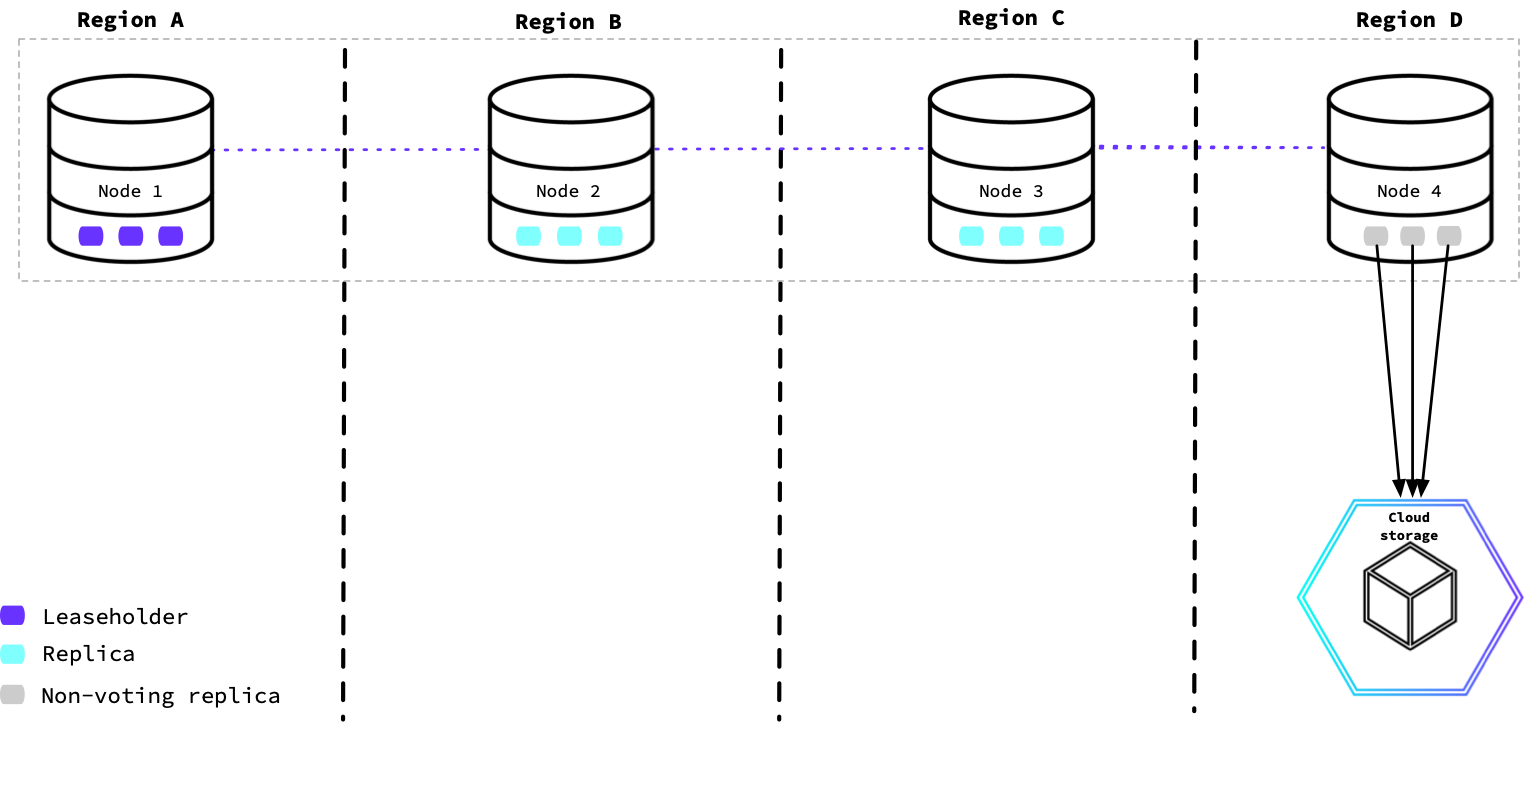 Region A
Region B
Region C
Region D
Node 1
Node 2
Node 3
Node 4
Cloud
storage
Leaseholder
Replica
Non-voting replica